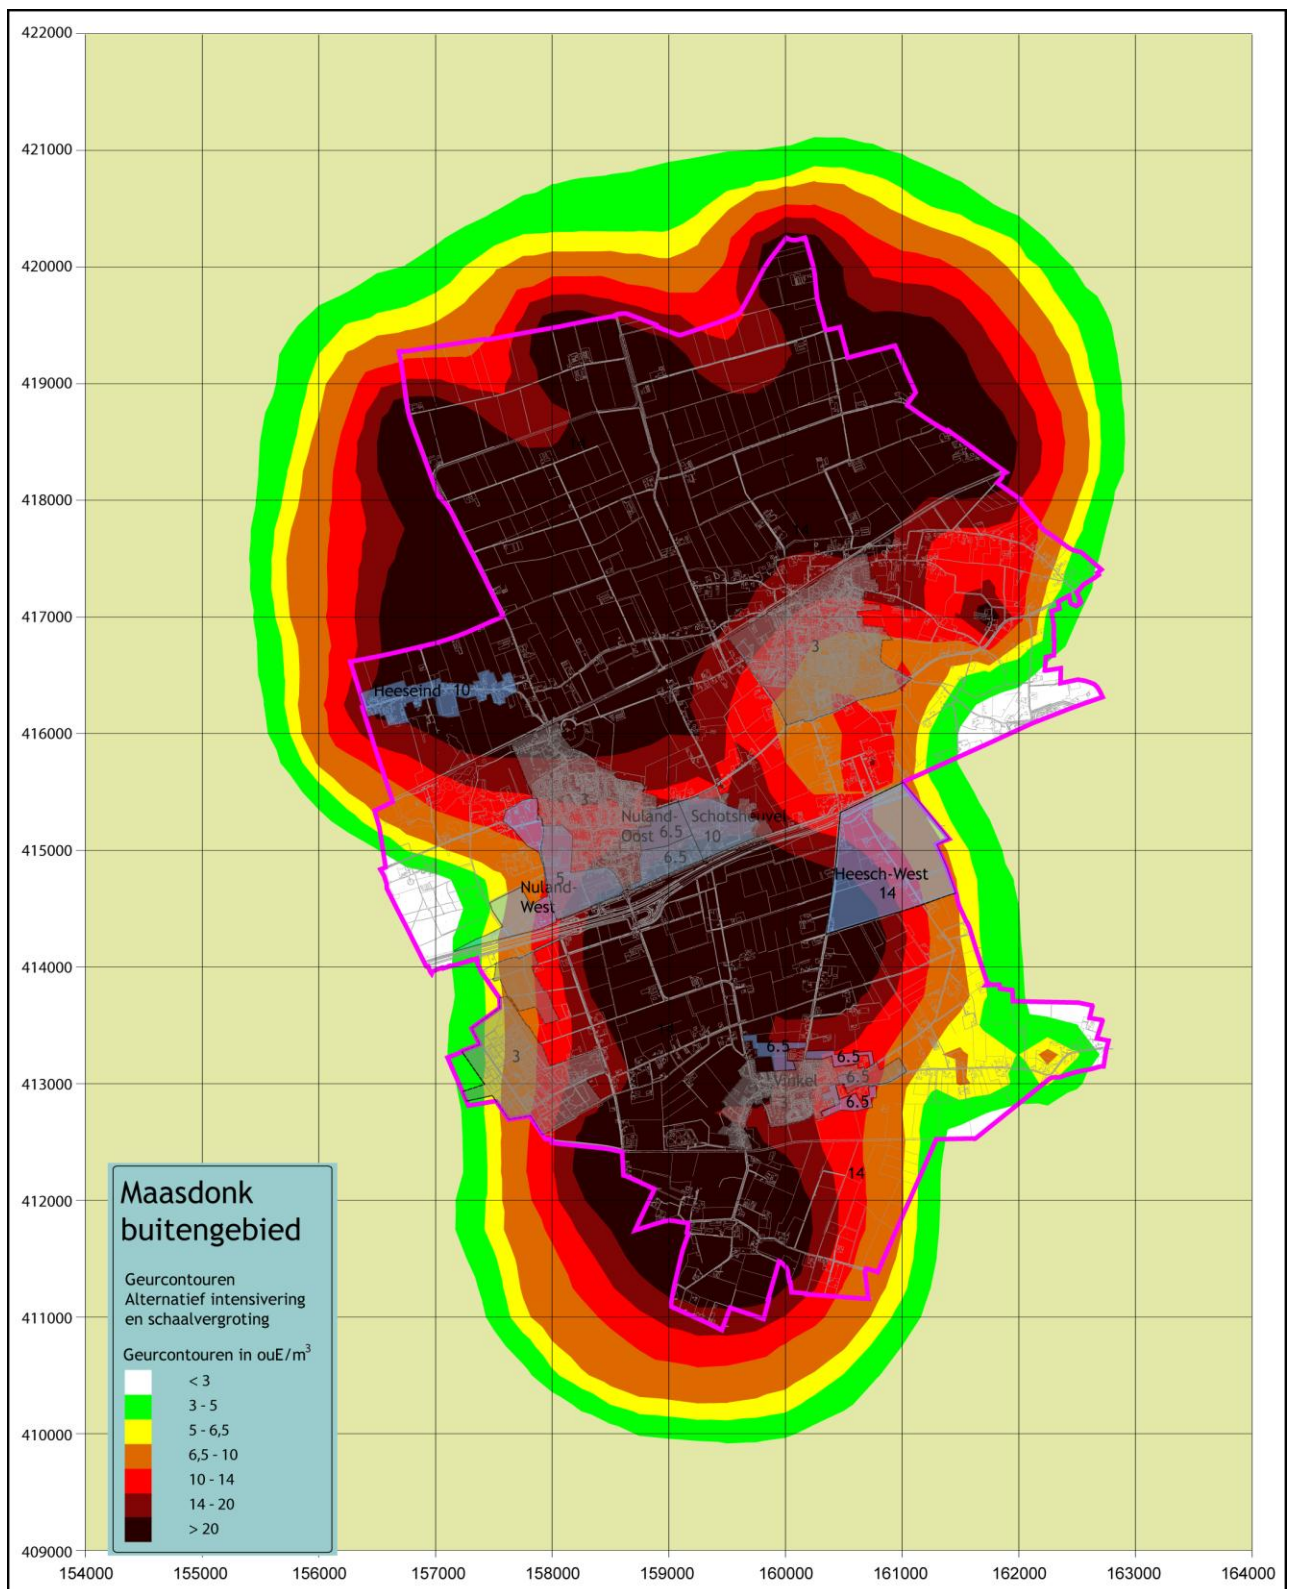 422000
421000
420000
419000
418000
417000
3
416000
Heeseind 10
3
Nuland-
Oost
6.5
Schotsheuvel
10
415000
6.5
5
Nuland-
West
Heesch-West
14
414000
3
6.5
6.5
413000
Vinkel
6.5
6.5
412000
14
411000
410000
409000
Maasdonk
buitengebied
Geurcontouren
Alternatief intensivering
en schaalvergroting
Geurcontouren in ouE/m³
< 3
3 - 5
5 - 6,5
6,5 - 10
10 - 14
14 - 20
> 20
154000 155000 156000 157000 158000 159000 160000 161000 162000 163000 164000